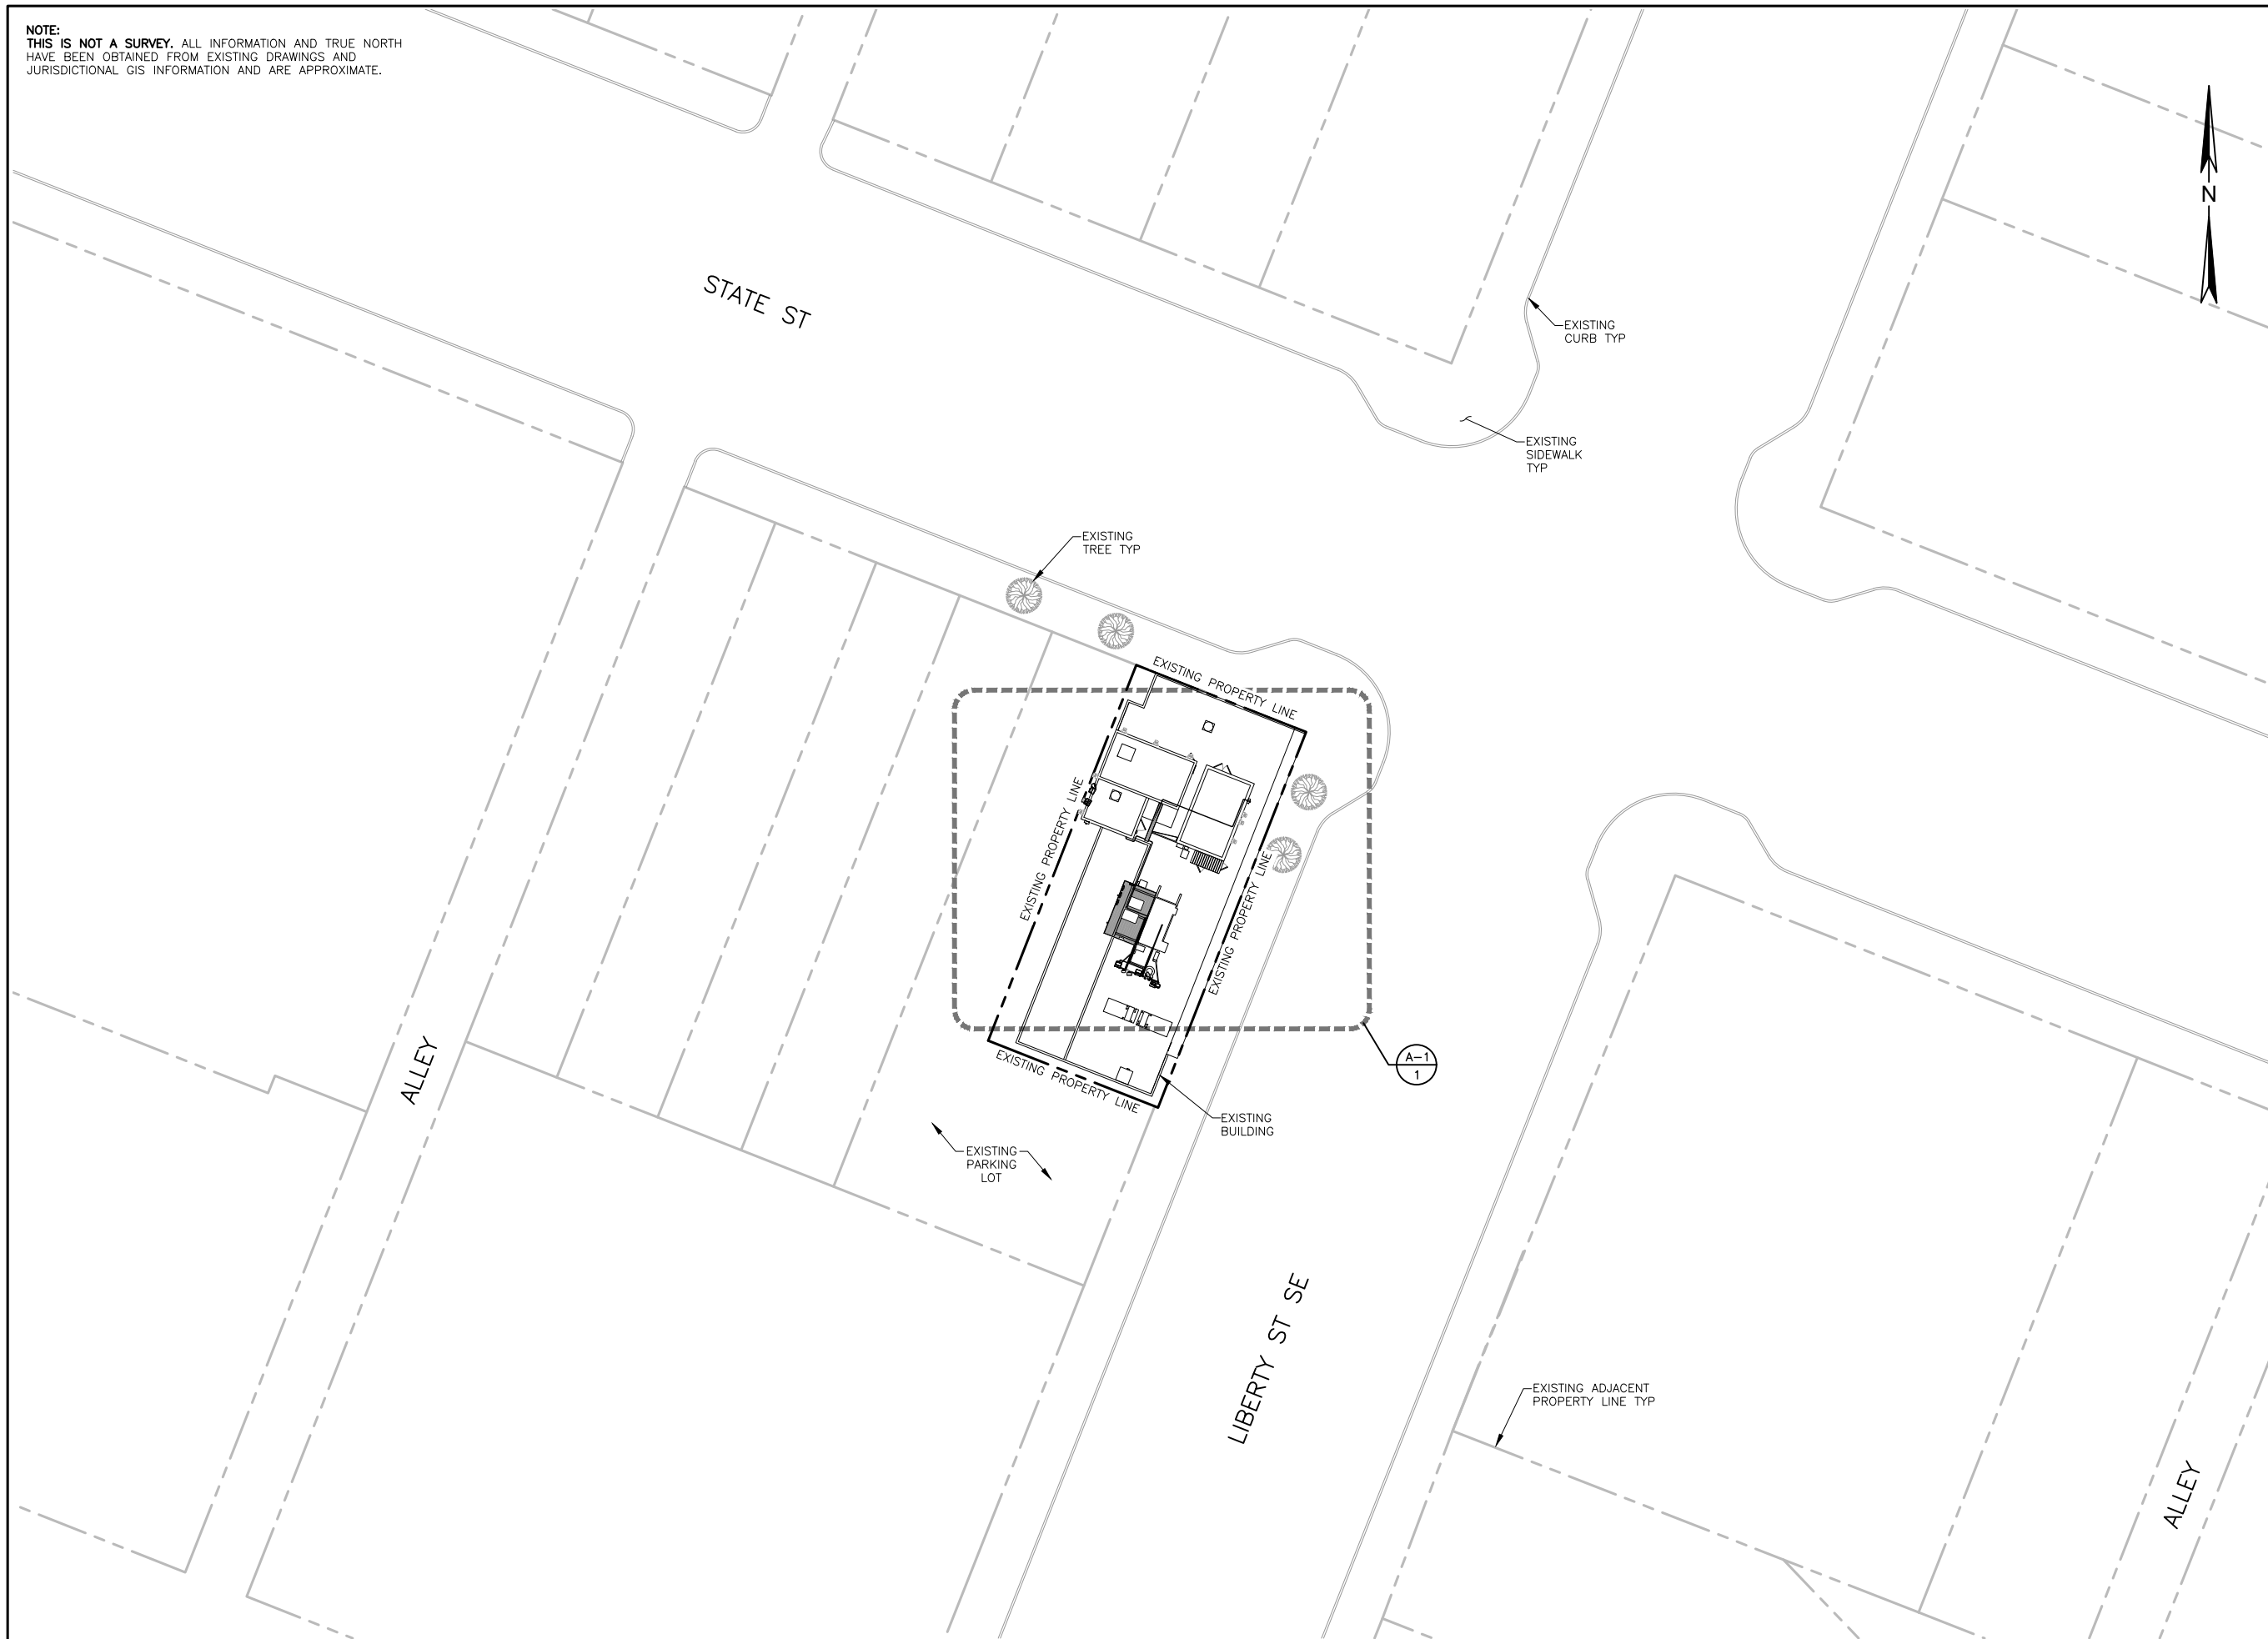 NOTE:
THIS IS NOT A SURVEY. ALL INFORMATION AND TRUE NORTH
HAVE BEEN OBTAINED FROM EXISTING DRAWINGS AND
JURISDICTIONAL GIS INFORMATION AND ARE APPROXIMATE.
N
STATE ST
EXISTING
CURB TYP
EXISTING
SIDEWALK
TYP
EXISTING
TREE TYP
EXISTING PROPERTY LINE
EXISTING PROPERTY LINE
EXISTING PROPERTY LINE
EXISTING PROPERTY LINE
EXISTING PROPERTY LINE
A-1
1
ALLEY
EXISTING
BUILDING
EXISTING
PARKING
LOT
LIBERTY ST SE
EXISTING ADJACENT
PROPERTY LINE TYP
ALLEY